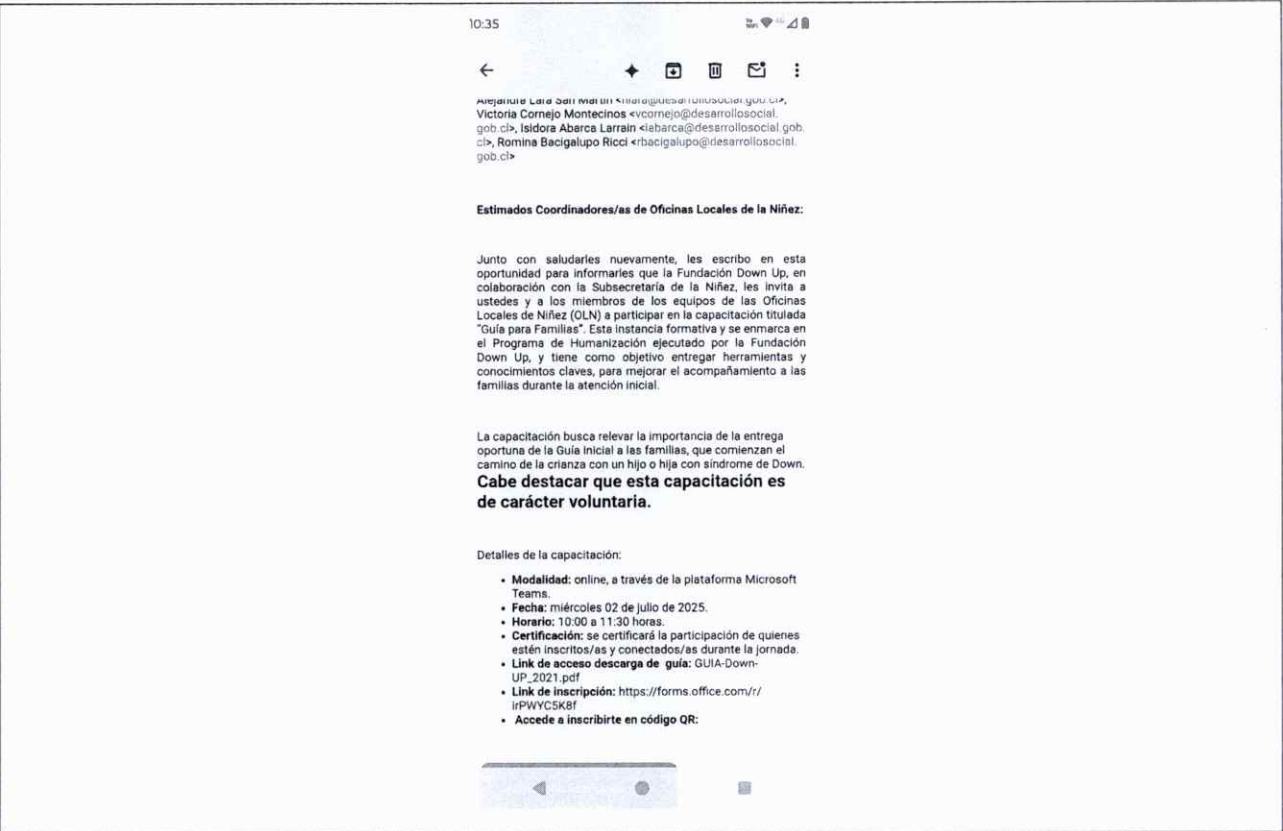 10:35
Victoria Cornejo Montecinos <vcornejo@desarrollosocial.
gob.cl>, Isidora Abarca Larrain <iabarca@desarrollosocial.gob.
cl>, Romina Bacigalupo Ricci <rbacigalupo@desarrollosocial.
gob.cl>
Estimados Coordinadores/as de Oficinas Locales de la Niñez:
Junto con saludarles nuevamente, les escribo en esta
oportunidad para informarles que la Fundación Down Up, en
colaboración con la Subsecretaría de la Niñez, les invita a
ustedes y a los miembros de los equipos de las Oficinas
Locales de Niñez (OLN) a participar en la capacitación titulada
"Guía para Familias". Esta instancia formativa y se enmarca en
el Programa de Humanización ejecutado por la Fundación
Down Up, y tiene como objetivo entregar herramientas y
conocimientos claves, para mejorar el acompañamiento a las
familias durante la atención inicial.
La capacitación busca relevar la importancia de la entrega
oportuna de la Guía inicial a las familias, que comienzan el
camino de la crianza con un hijo o hija con síndrome de Down.
Cabe destacar que esta capacitación es
de carácter voluntaria.
Detalles de la capacitación:
• Modalidad: online, a través de la plataforma Microsoft
Teams.
• Fecha: miércoles 02 de julio de 2025.
• Horario: 10:00 a 11:30 horas.
• Certificación: se certificará la participación de quienes
estén inscritos/as y conectados/as durante la jornada.
• Link de acceso descarga de guía: GUIA-Down-
UP_2021.pdf
• Link de inscripción: https://forms.office.com/r/
irPWYC5K8f
• Accede a inscribirte en código QR: